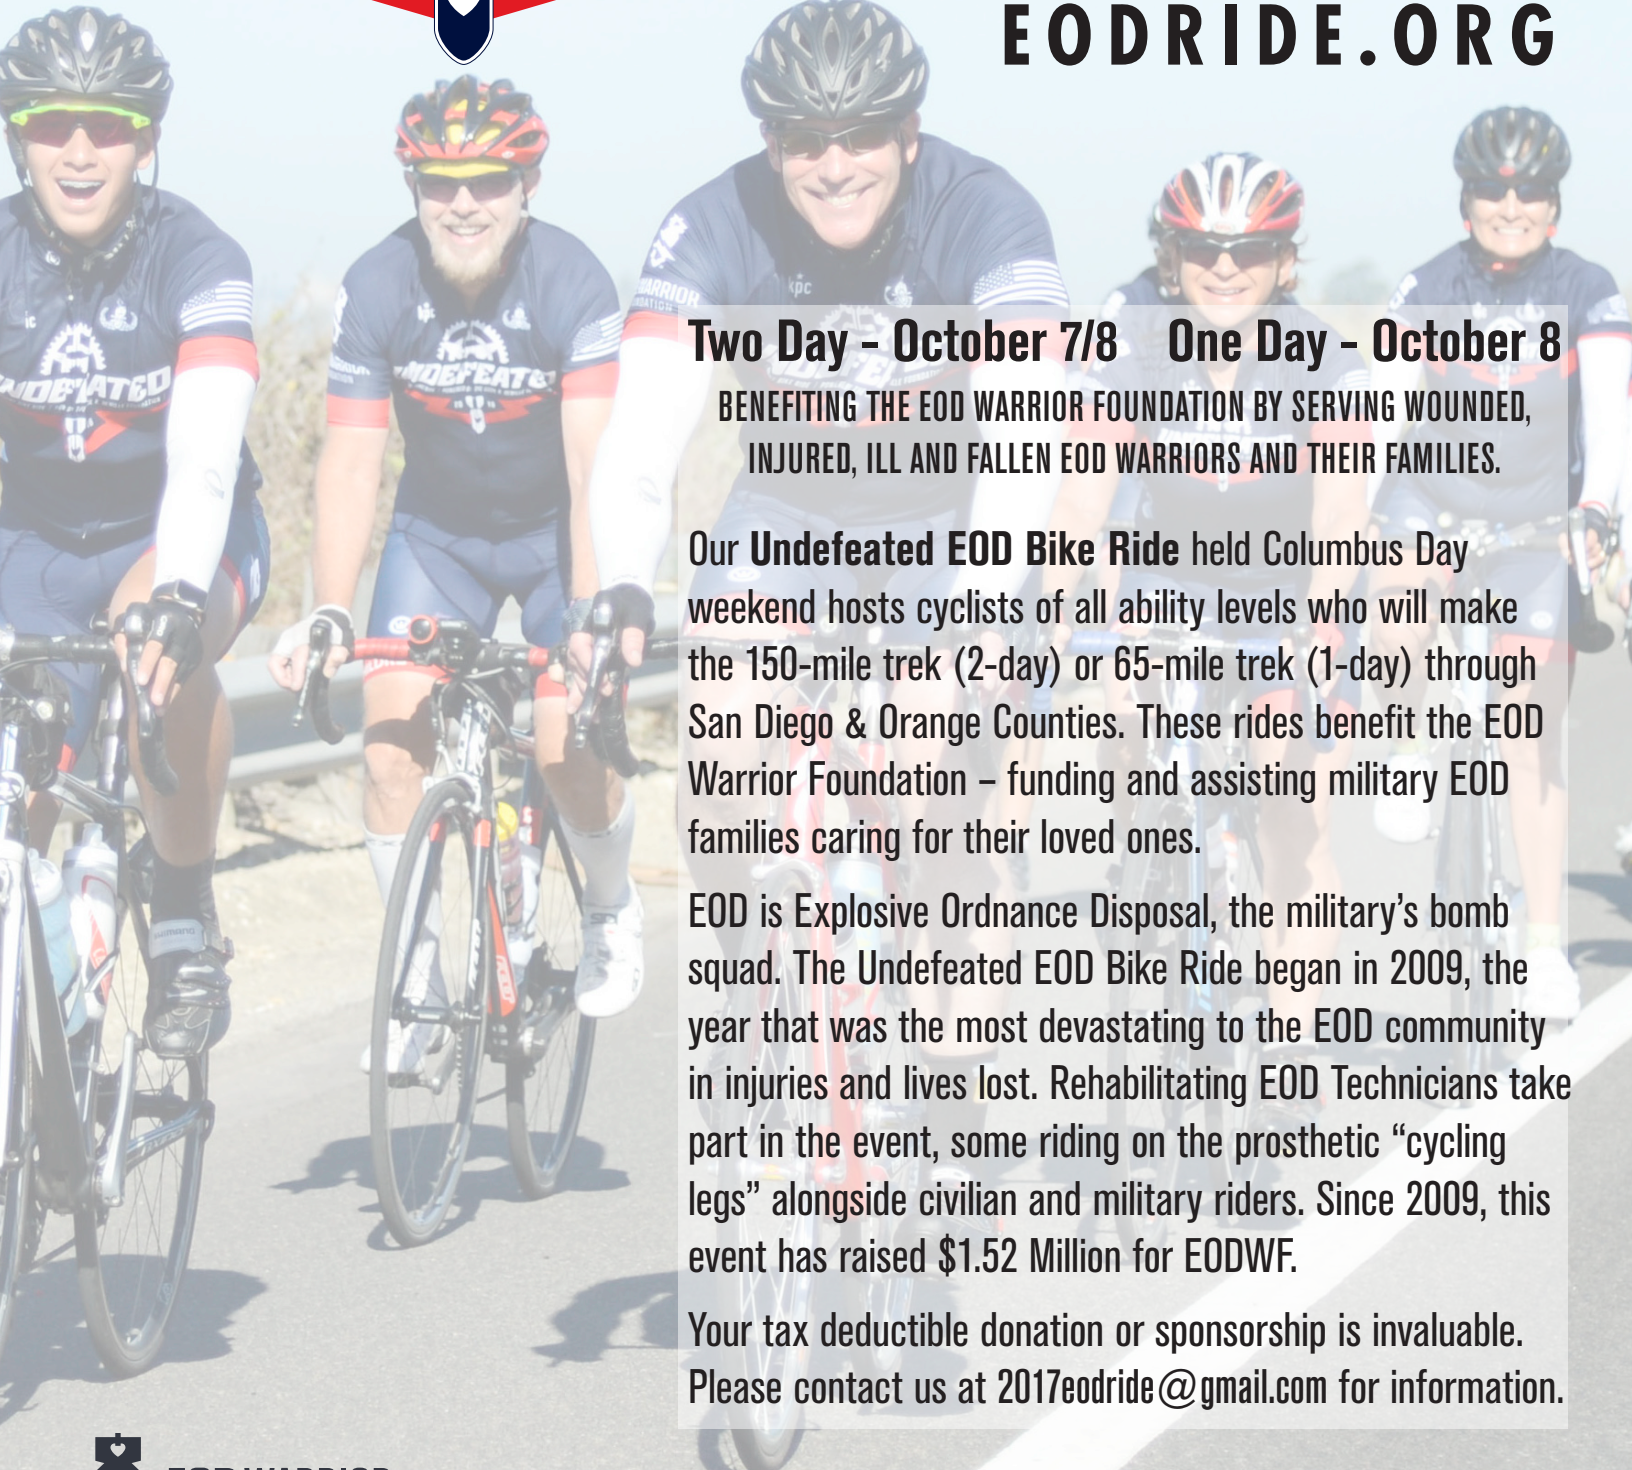 EODRIDE.ORG
Two Day – October 7/8 One Day – October 8
BENEFITING THE EOD WARRIOR FOUNDATION BY SERVING WOUNDED,
INJURED, ILL AND FALLEN EOD WARRIORS AND THEIR FAMILIES.
Our Undefeated EOD Bike Ride held Columbus Day
weekend hosts cyclists of all ability levels who will make
the 150-mile trek (2-day) or 65-mile trek (1-day) through
San Diego & Orange Counties. These rides benefit the EOD
Warrior Foundation – funding and assisting military EOD
families caring for their loved ones.
EOD is Explosive Ordnance Disposal, the military’s bomb
squad. The Undefeated EOD Bike Ride began in 2009, the
year that was the most devastating to the EOD community
in injuries and lives lost. Rehabilitating EOD Technicians take
part in the event, some riding on the prosthetic “cycling
legs” alongside civilian and military riders. Since 2009, this
event has raised $1.52 Million for EODWF.
Your tax deductible donation or sponsorship is invaluable.
Please contact us at 2017eodride@gmail.com for information.
kpc
WARRIOR
UNDEFEATED
SHIMANO
EOD WARRIOR